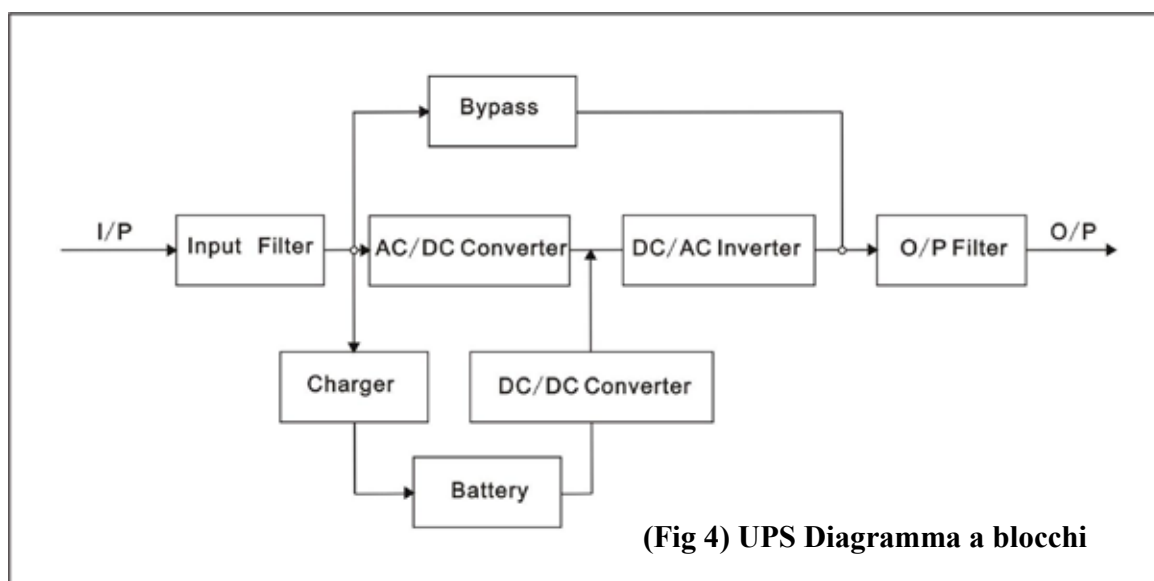 Bypass
I/P
Input Filter
AC/DC Converter
DC/AC Inverter
O/P Filter
O/P
Charger
DC/DC Converter
Battery
(Fig 4) UPS Diagramma a blocchi